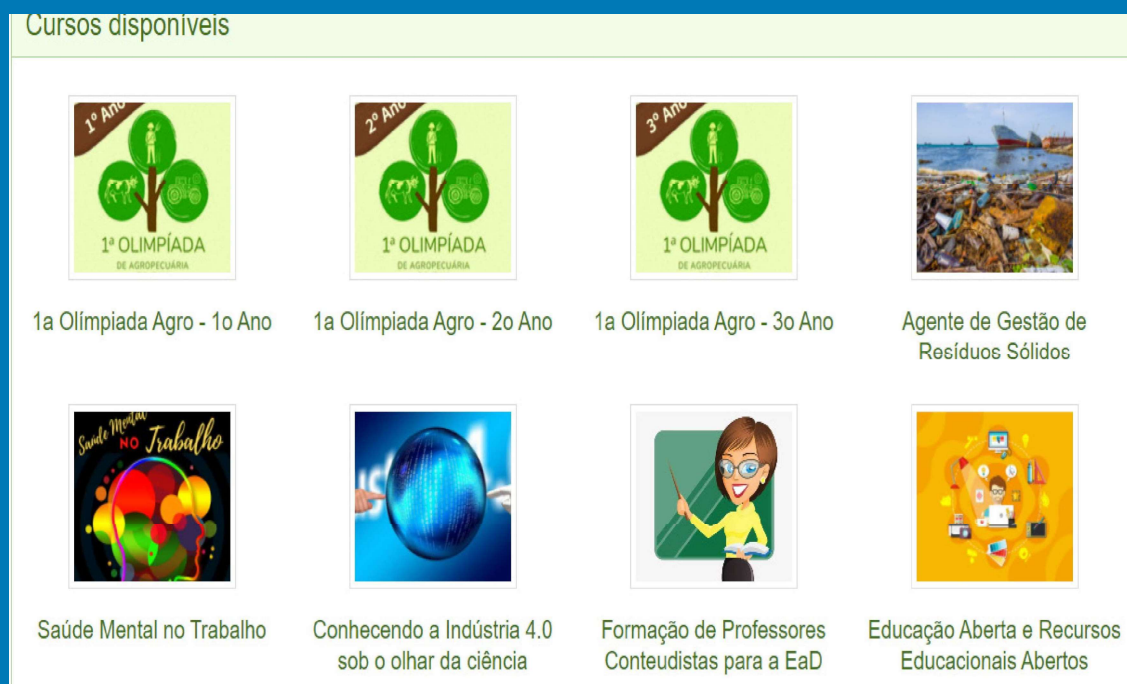 Cursos disponíveis
1º Ano
1ª OLIMPÍADA
DE AGROPECUÁRIA
2º Ano
1ª OLIMPÍADA
DE AGROPECUÁRIA
3º Ano
1ª OLIMPÍADA
DE AGROPECUÁRIA
1a Olímpiada Agro - 1o Ano
1a Olímpiada Agro - 2o Ano
1a Olímpiada Agro - 3o Ano
Agente de Gestão de
Resíduos Sólidos
Saúde Mental
NO Trabalho
Saúde Mental no Trabalho
Conhecendo a Indústria 4.0
sob o olhar da ciência
Formação de Professores
Conteudistas para a EaD
Educação Aberta e Recursos
Educacionais Abertos